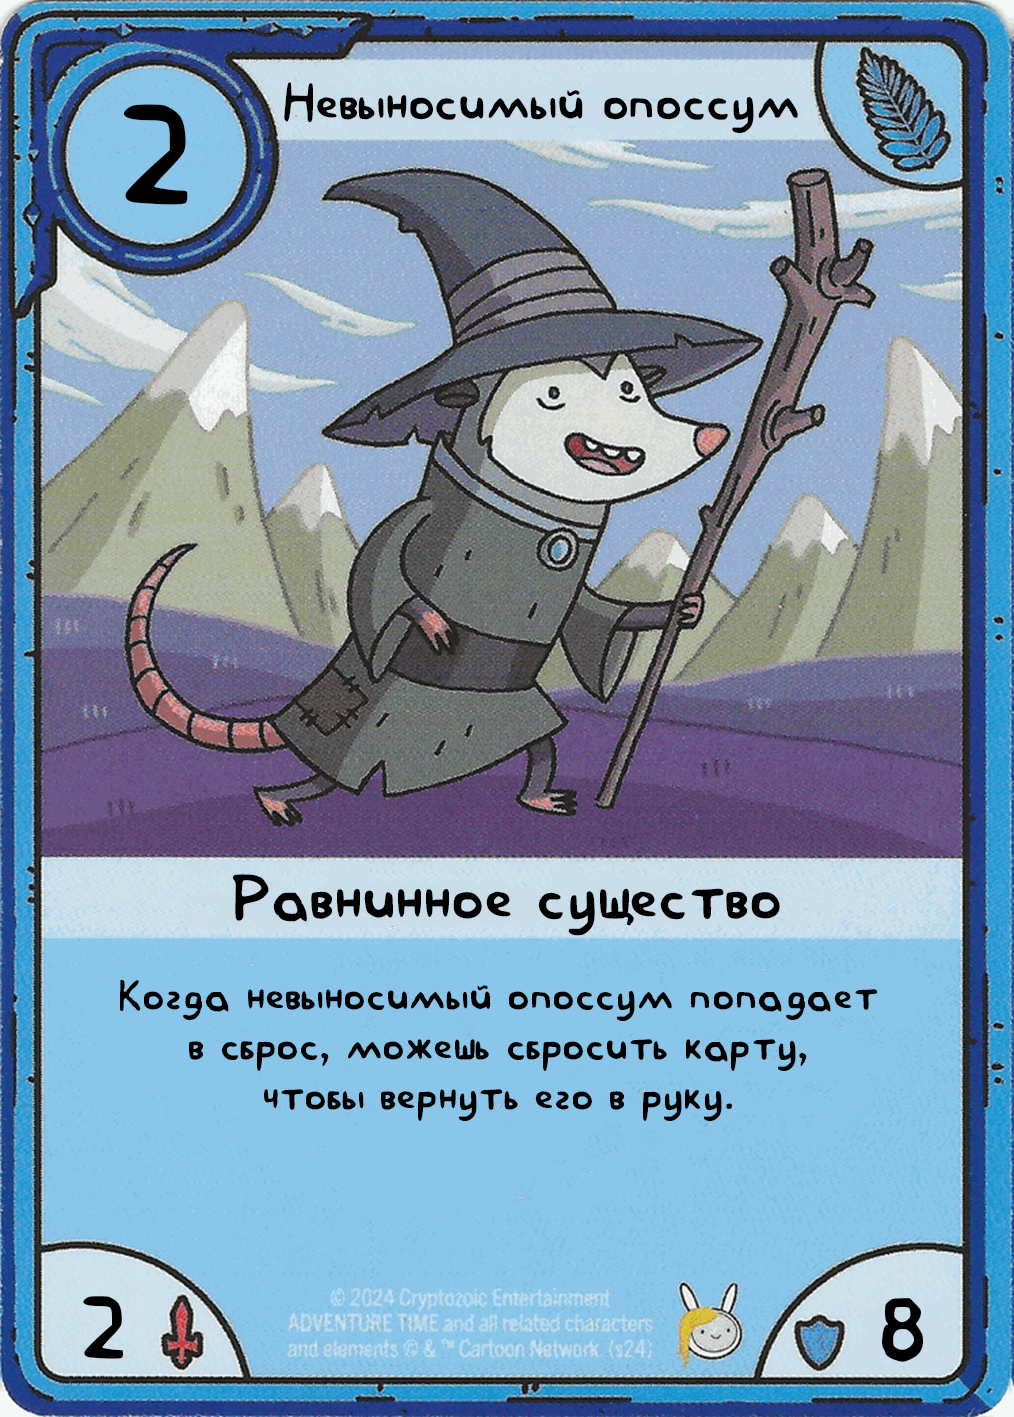 2
Невыносимый опоссум
Равнинное существо
Когда невыносимый опоссум попадает
в сброс, можешь сбросить карту,
чтобы вернуть его в руку.
© 2024 Cryptozoic Entertainment
ADVENTURE TIME and all related characters
and elements © & ™ Cartoon Network (s24)
2
8